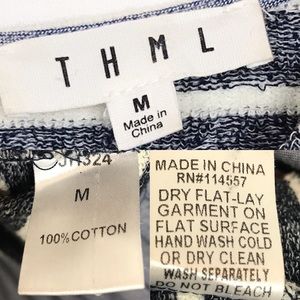 THML
M
Made in
China
JH324
M
100%COTTON
MADE IN CHINA
RN#114557
DRY FLAT-LAY
GARMENT ON
FLAT SURFACE
HAND WASH COLD
OR DRY CLEAN
WASH SEPARATELY
DO NOT BLEACH